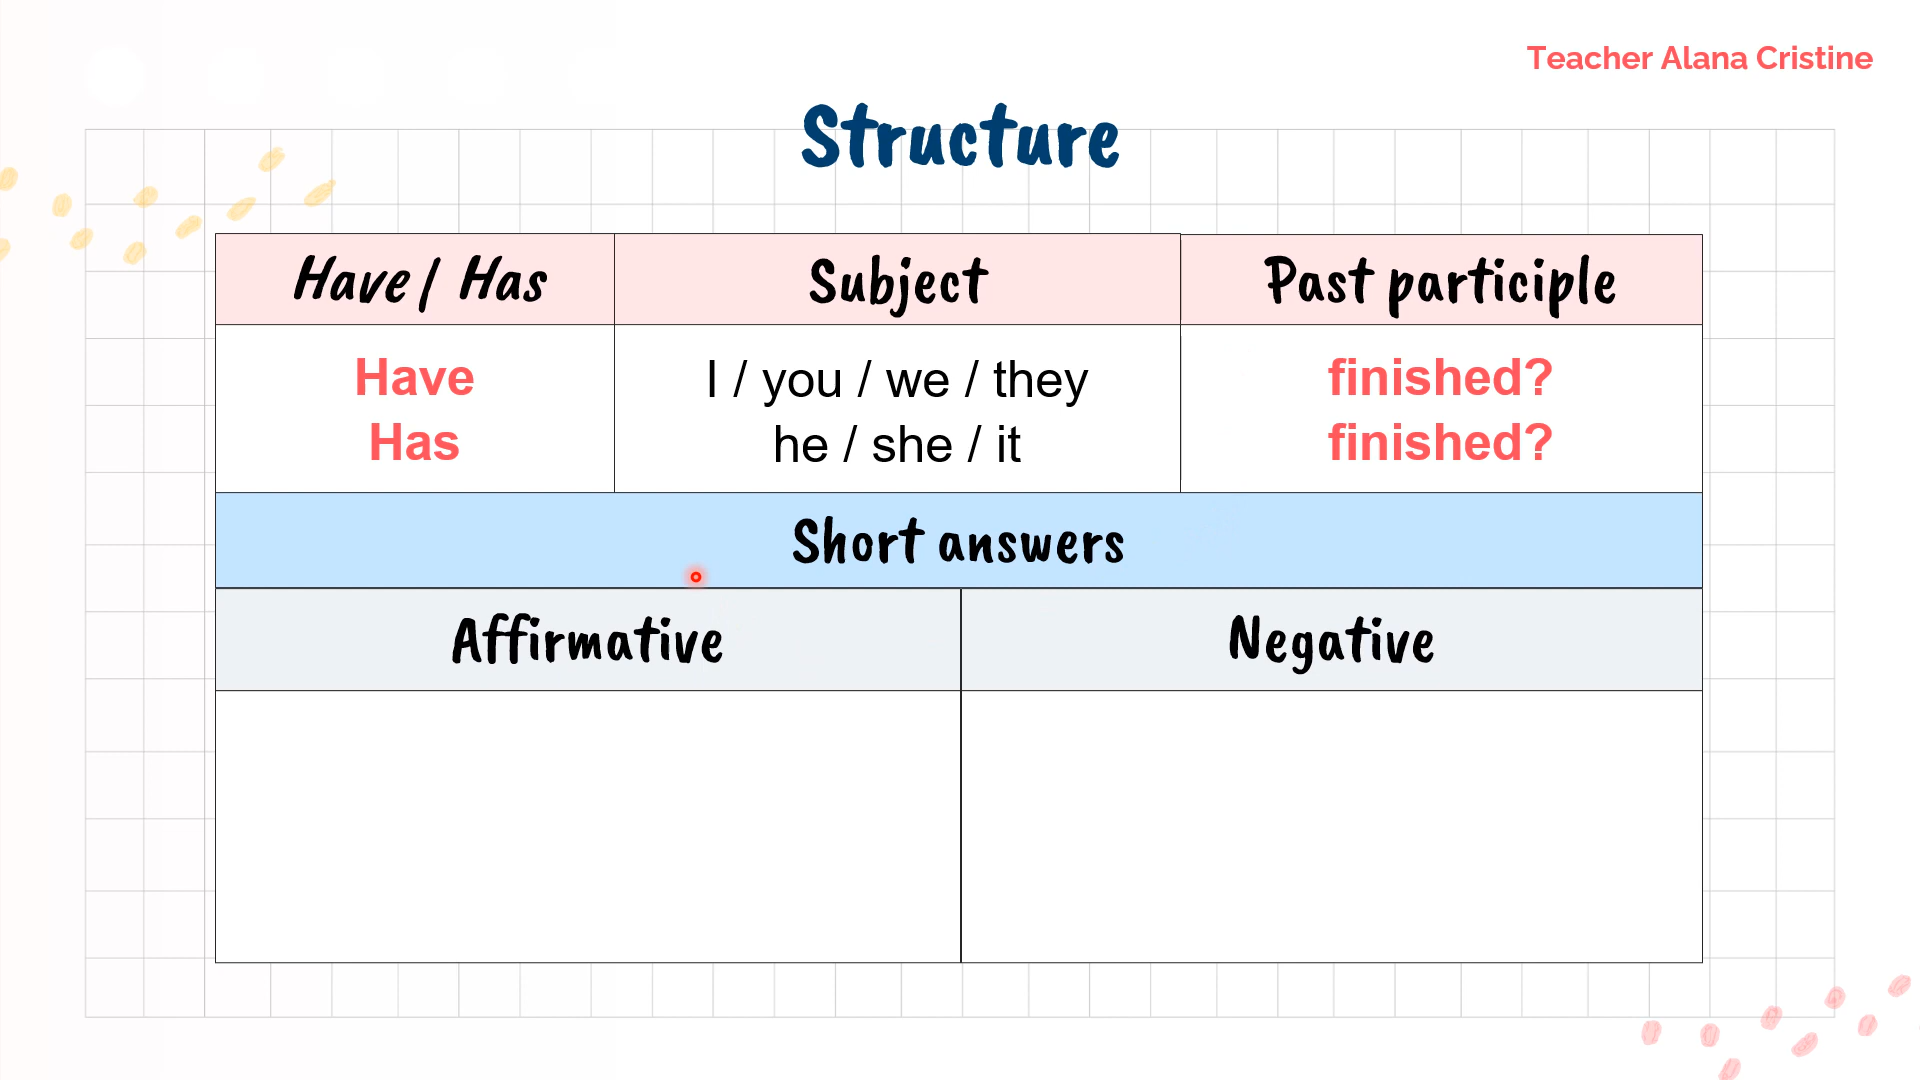 Teacher Alana Cristine
Structure
Have / Has Subject Past participle
Have I / you / we / they finished?
Has he / she / it finished?
Short answers
Affirmative Negative